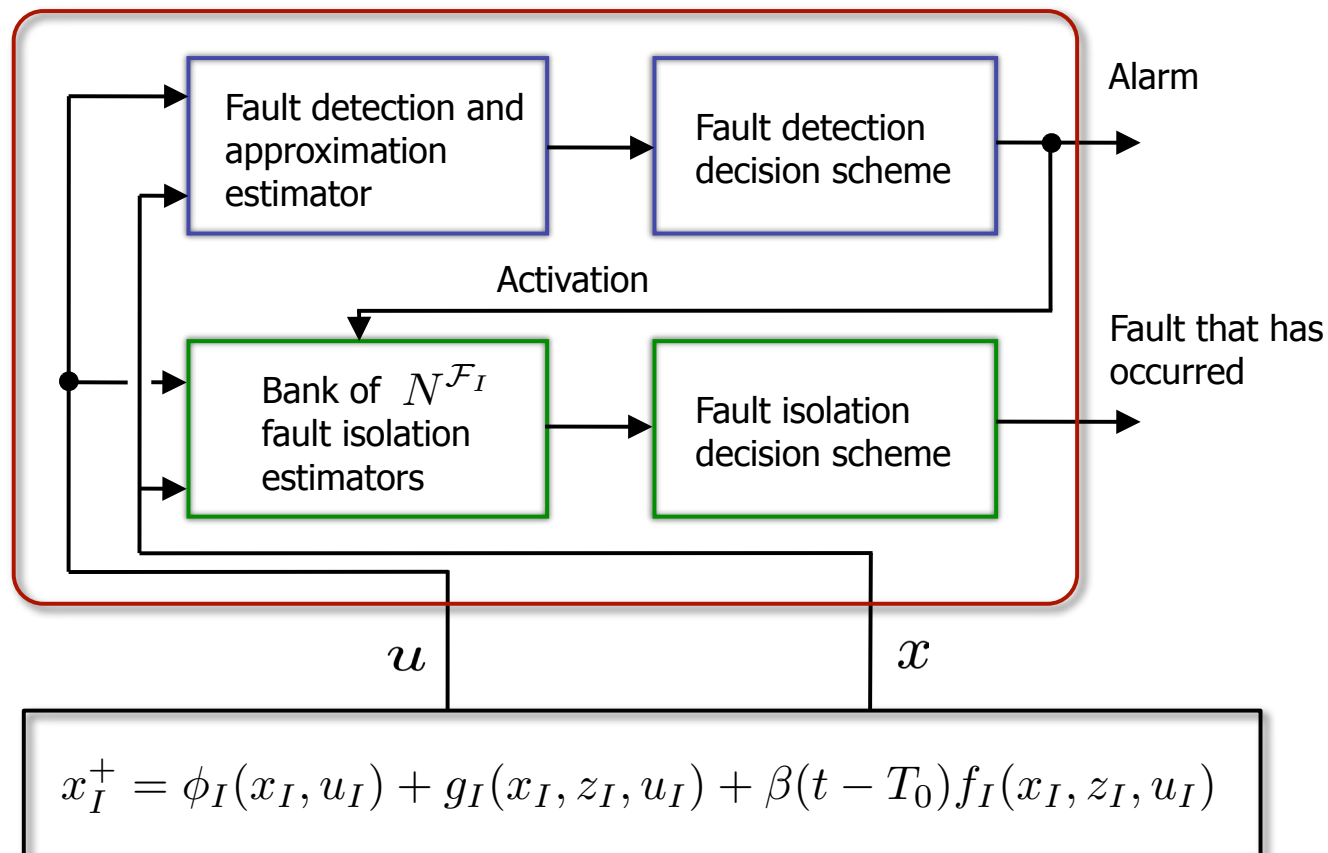 Alarm
Fault detection and
approximation
estimator
Fault detection
decision scheme
Activation
Fault that has
occurred
Bank of $N^{\mathcal{F}_I}$
fault isolation
estimators
Fault isolation
decision scheme
$u$
$x$
$x_I^+ = \phi_I(x_I, u_I) + g_I(x_I, z_I, u_I) + \beta(t - T_0) f_I(x_I, z_I, u_I)$